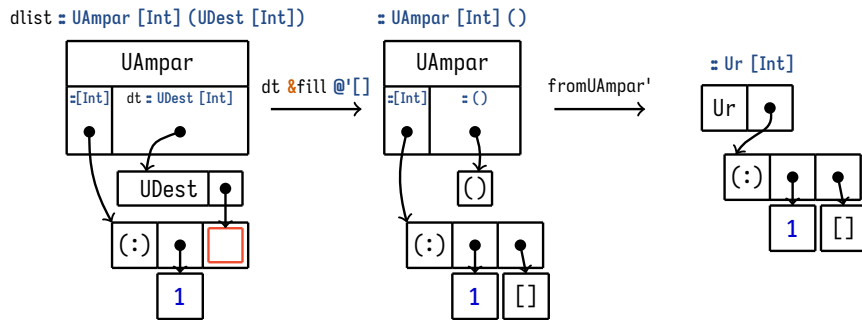 dlist :: UAmpar [Int] (UDest [Int])
:: UAmpar [Int] ()
:: Ur [Int]
UAmpar
UAmpar
::[Int]
dt :: UDest [Int]
dt &fill @'[]
::[Int]
:: ()
fromUAmpar'
Ur
UDest
()
(:)
(:)
(:)
1
[]
1
1
[]